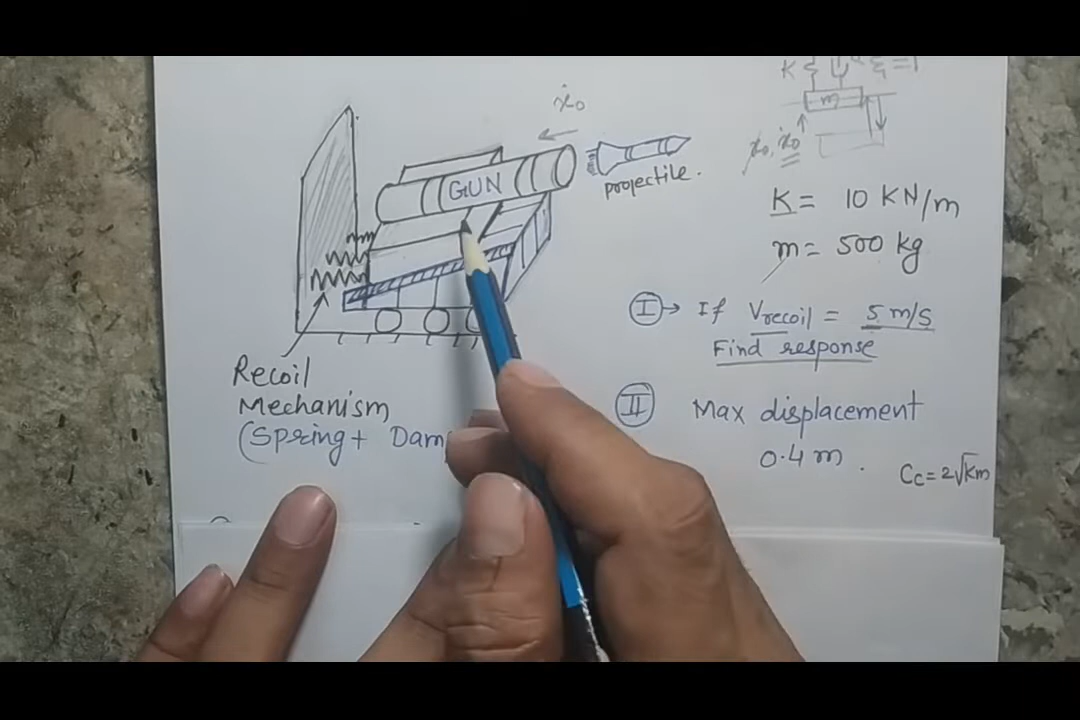 ẋ₀
GUN
projectile.
Recoil
Mechanism
(Spring + Dam
K ξ = 1
m
x₀, ẋ₀
K = 10 KN/m
m = 500 kg
I → If Vrecoil = 5 m/s
Find response
II Max displacement
0.4 m.
Cc = 2√Km